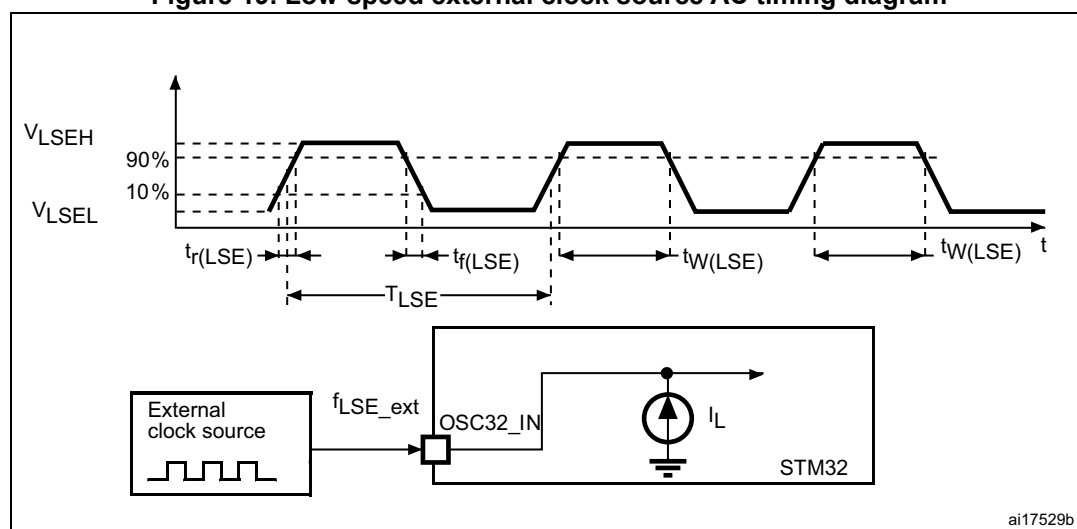 Figure 19. Low-speed external clock source AC timing diagram
VLSEH
90%
10%
VLSEL
tr(LSE)
tf(LSE)
tW(LSE)
tW(LSE)
t
TLSE
External
clock source
fLSE_ext
OSC32_IN
IL
STM32
ai17529b